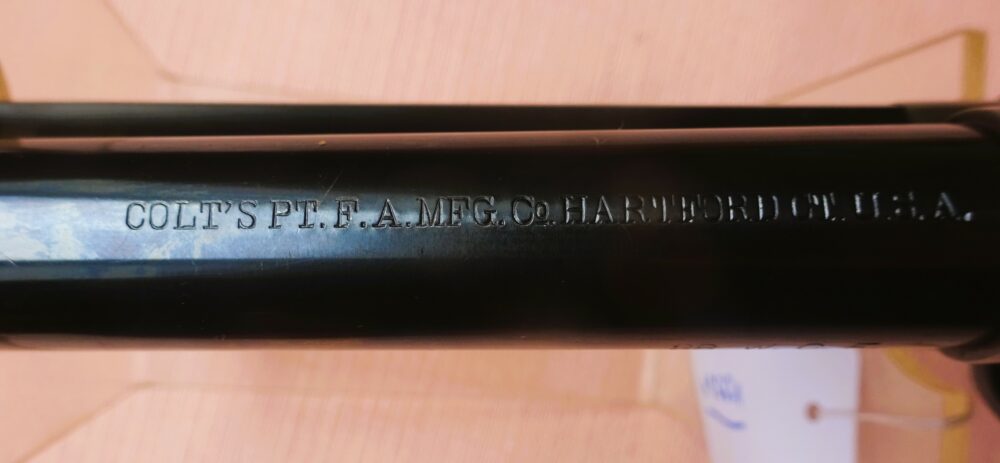 COLT'S PT. F. A. MFG. Co. HARTFORD CT. U.S.A.